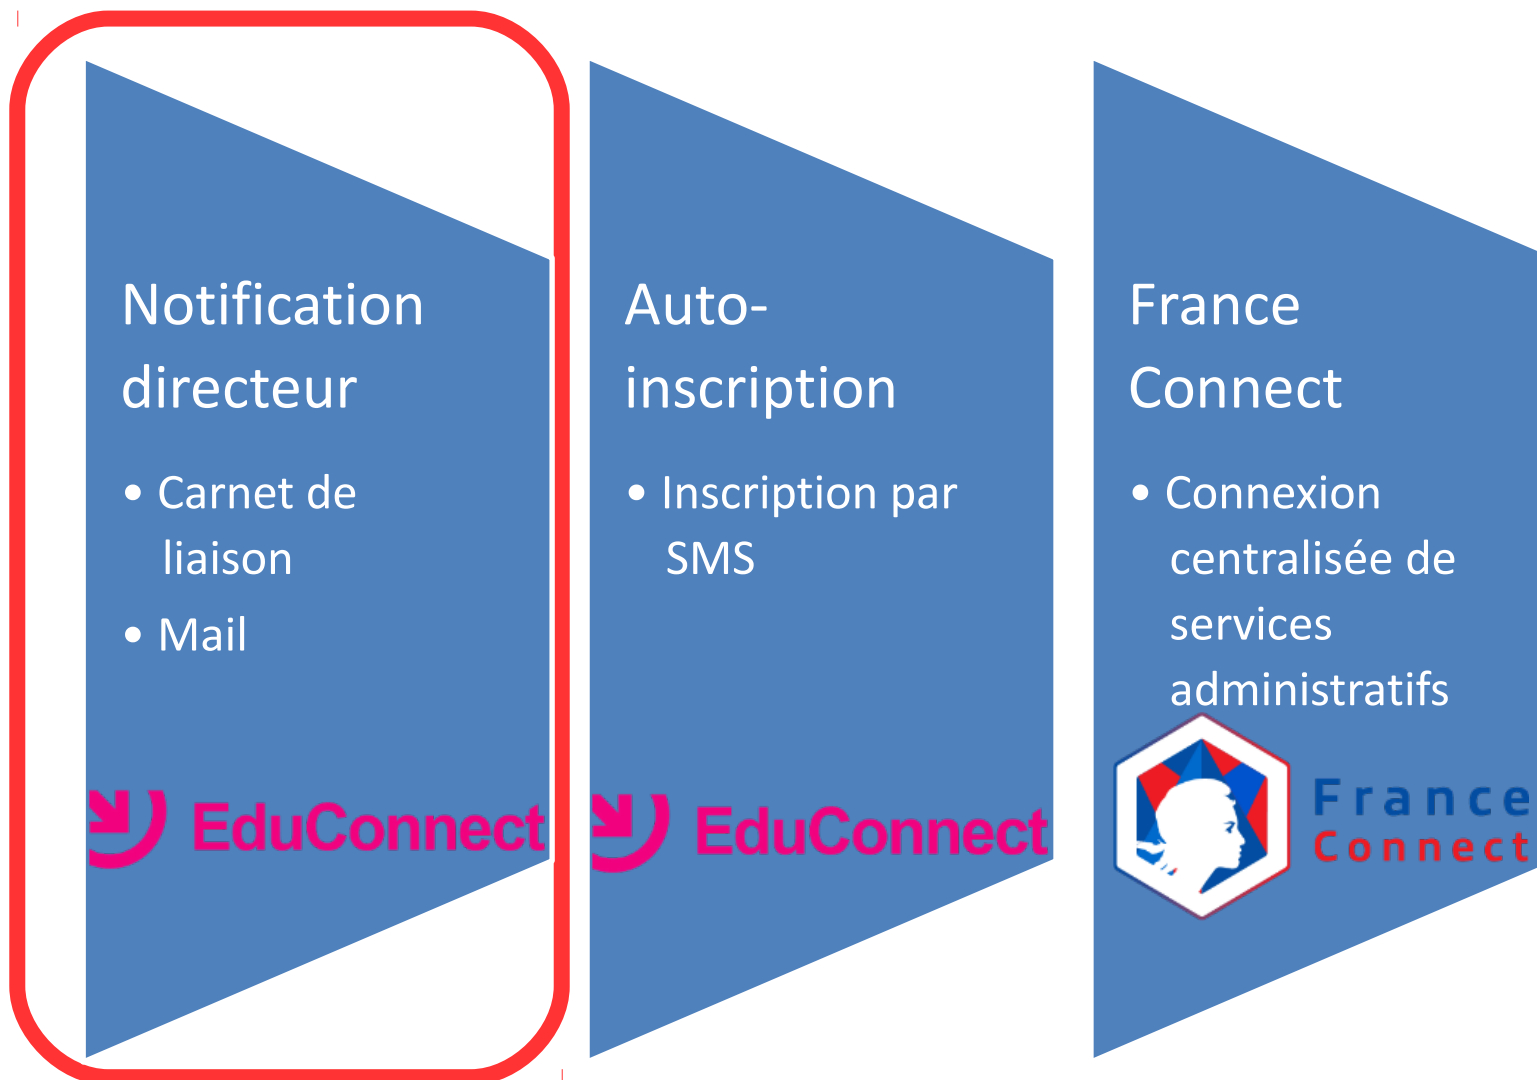 Notification
directeur
• Carnet de
liaison
• Mail
EduConnect
Auto-
inscription
• Inscription par
SMS
EduConnect
France
Connect
• Connexion
centralisée de
services
administratifs
France
Connect